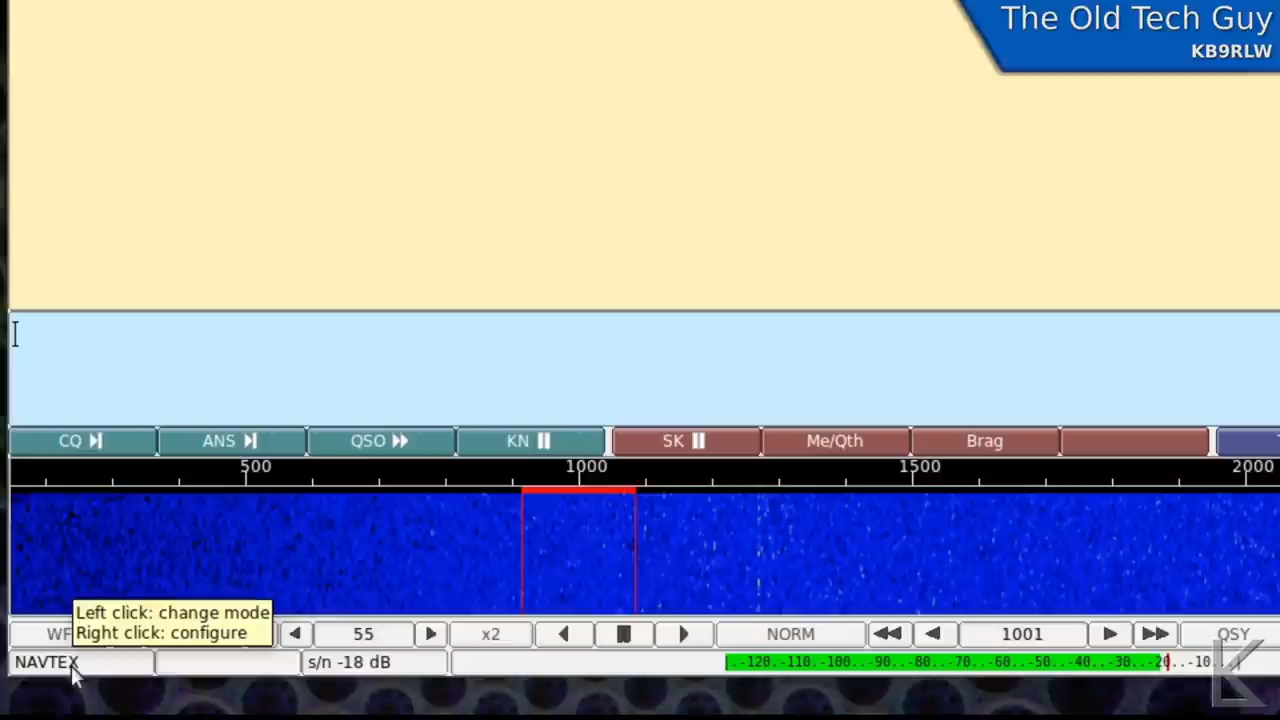 The Old Tech Guy
KB9RLW
CQ ANS QSO KN SK Me/Qth Brag
500 1000 1500 2000
Left click: change mode
Right click: configure
WF 55 x2 NORM 1001 QSY
NAVTEX s/n -18 dB -120..-110..-100...-90...-80...-70...-60...-50...-40...-30...-20...-10...